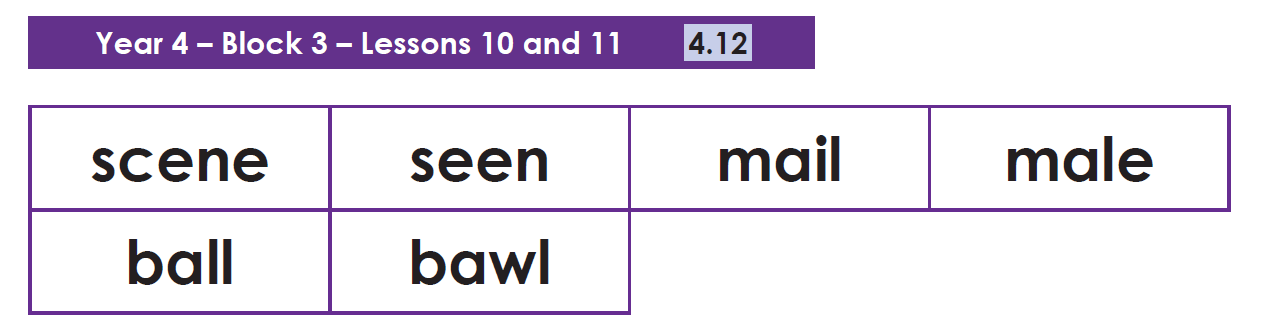 Year 4 – Block 3 – Lessons 10 and 11 4.12
scene seen mail male
ball bawl